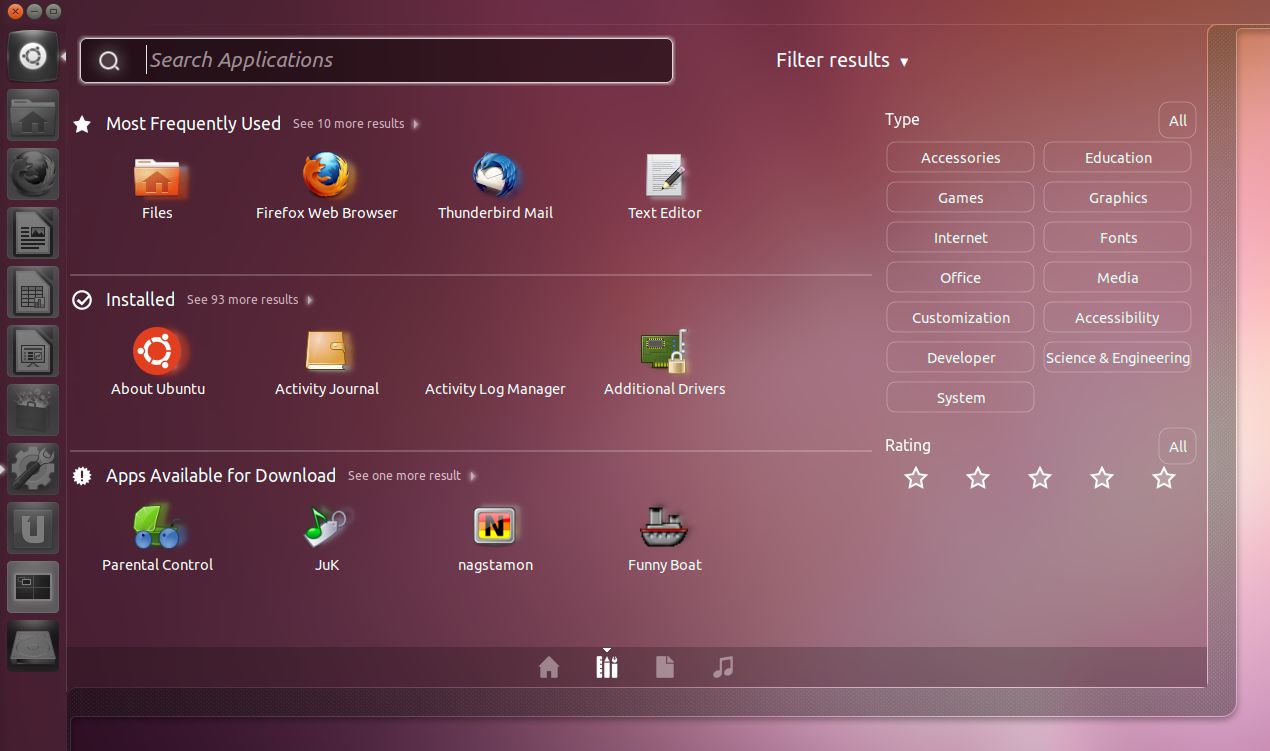 Search Applications
Filter results ▼
Most Frequently Used See 10 more results
Files Firefox Web Browser Thunderbird Mail Text Editor
Installed See 93 more results
About Ubuntu Activity Journal Activity Log Manager Additional Drivers
Apps Available for Download See one more result
Parental Control JuK nagstamon Funny Boat
Type All
Accessories Education
Games Graphics
Internet Fonts
Office Media
Customization Accessibility
Developer Science & Engineering
System
Rating All